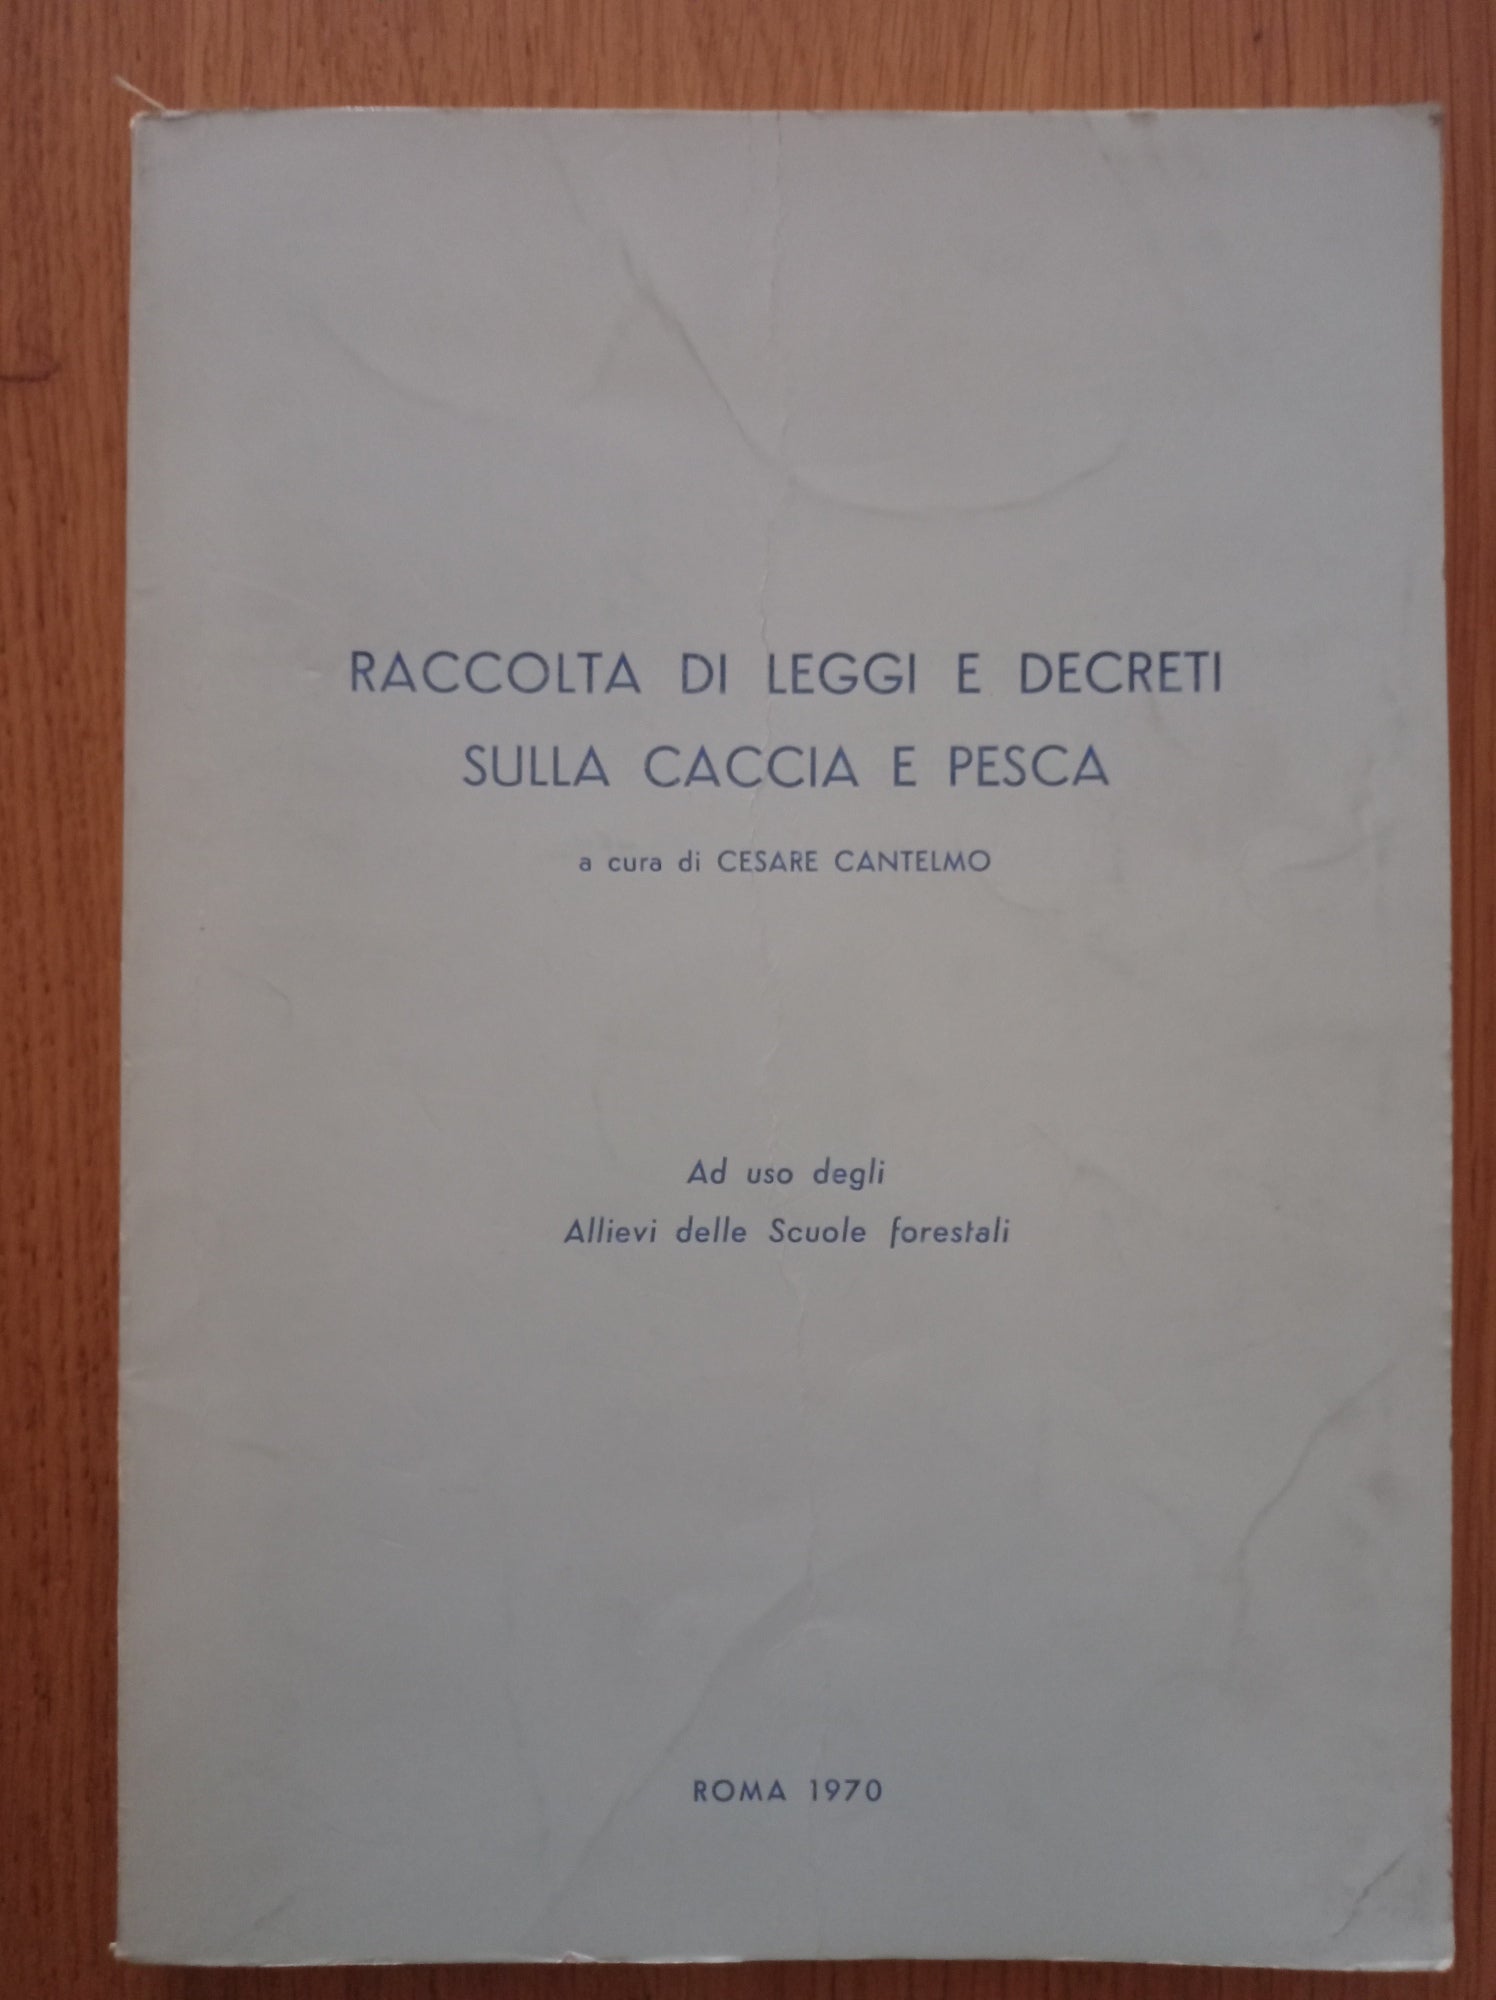 RACCOLTA DI LEGGI E DECRETI
SULLA CACCIA E PESCA
a cura di CESARE CANTELMO
Ad uso degli
Allievi delle Scuole forestali
ROMA 1970